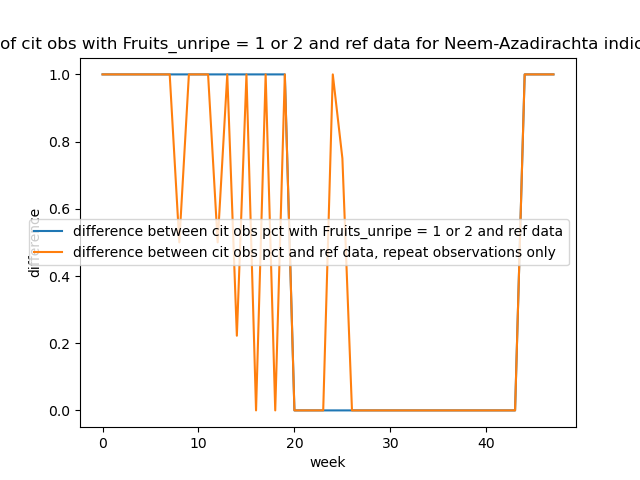 of cit obs with Fruits_unripe = 1 or 2 and ref data for Neem-Azadirachta
1.0
0.8
0.6
0.4
0.2
0.0
difference
difference between cit obs pct with Fruits_unripe = 1 or 2 and ref data
difference between cit obs pct and ref data, repeat observations only
0
10
20
30
40
week